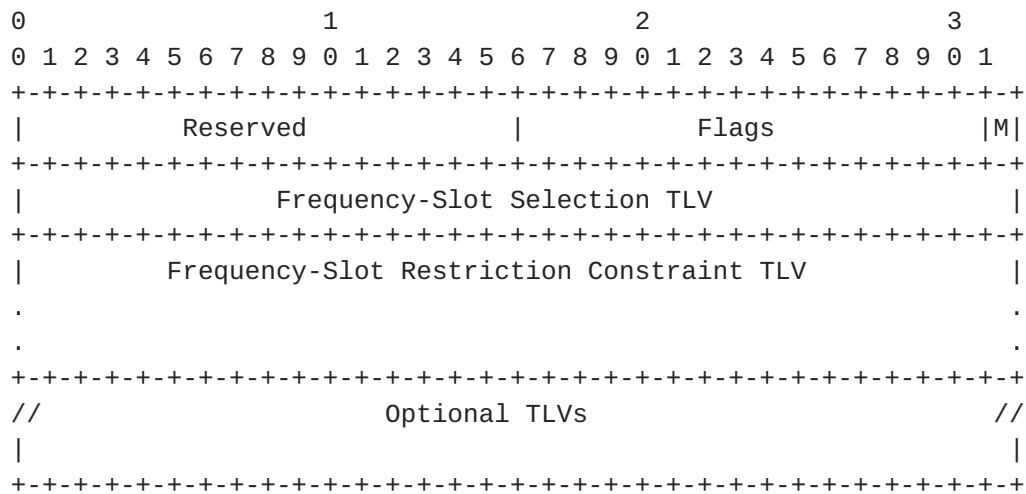 0                   1                   2                   3
0 1 2 3 4 5 6 7 8 9 0 1 2 3 4 5 6 7 8 9 0 1 2 3 4 5 6 7 8 9 0 1
+-+-+-+-+-+-+-+-+-+-+-+-+-+-+-+-+-+-+-+-+-+-+-+-+-+-+-+-+-+-+-+-+
|          Reserved             |           Flags             |M|
+-+-+-+-+-+-+-+-+-+-+-+-+-+-+-+-+-+-+-+-+-+-+-+-+-+-+-+-+-+-+-+-+
|                Frequency-Slot Selection TLV                   |
+-+-+-+-+-+-+-+-+-+-+-+-+-+-+-+-+-+-+-+-+-+-+-+-+-+-+-+-+-+-+-+-+
|         Frequency-Slot Restriction Constraint TLV             |
.                                                               .
.                                                               .
+-+-+-+-+-+-+-+-+-+-+-+-+-+-+-+-+-+-+-+-+-+-+-+-+-+-+-+-+-+-+-+-+
//                      Optional TLVs                          //
|                                                               |
+-+-+-+-+-+-+-+-+-+-+-+-+-+-+-+-+-+-+-+-+-+-+-+-+-+-+-+-+-+-+-+-+